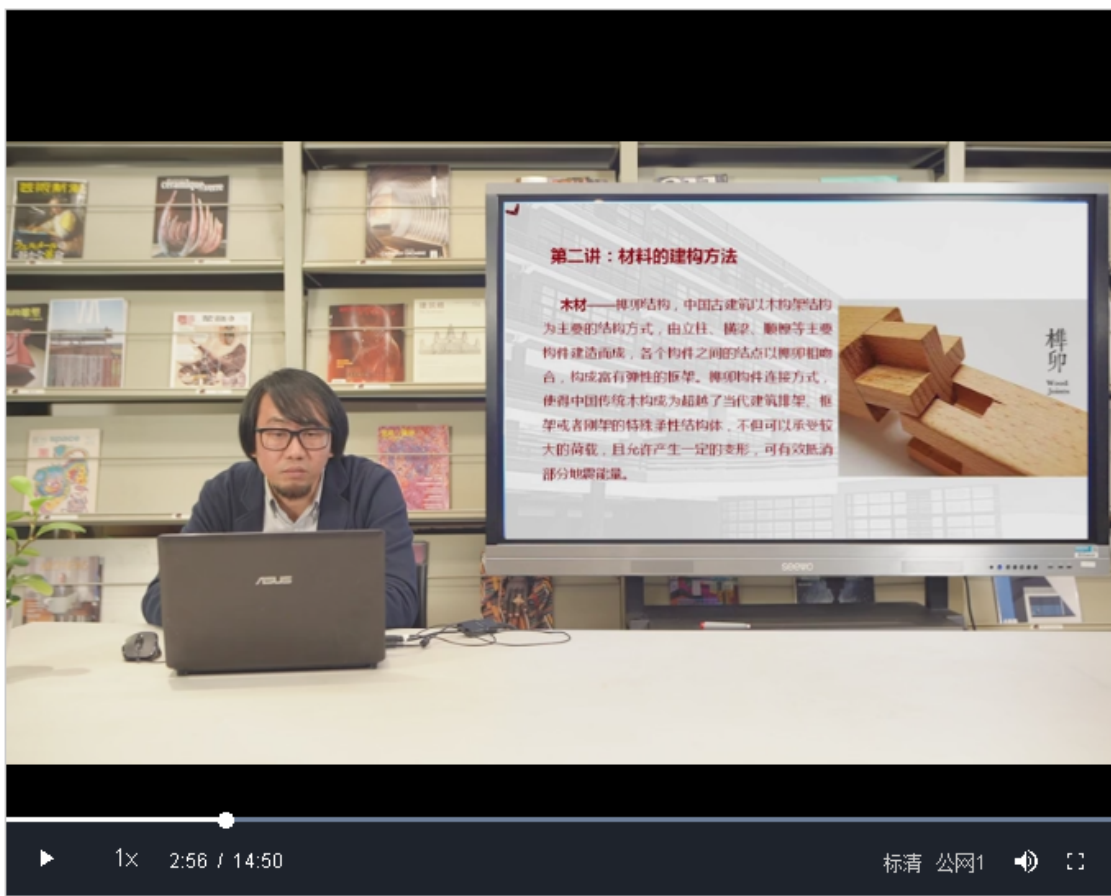 芸術新潮
céramique verre
space
ASUS
第二讲：材料的建构方法
木材——榫卯结构，中国古建筑以木构架结构
为主要的结构方式，由立柱、横梁、顺檩等主要
构件建造而成，各个构件之间的结点以榫卯相吻
合，构成富有弹性的框架。榫卯构件连接方式，
使得中国传统木构成为超越了当代建筑排架、框
架或者刚架的特殊柔性结构体，不但可以承受较
大的荷载，且允许产生一定的变形，可有效抵消
部分地震能量。
榫卯
Wood
Joints
seewo
1x
2:56 / 14:50
标清
公网1